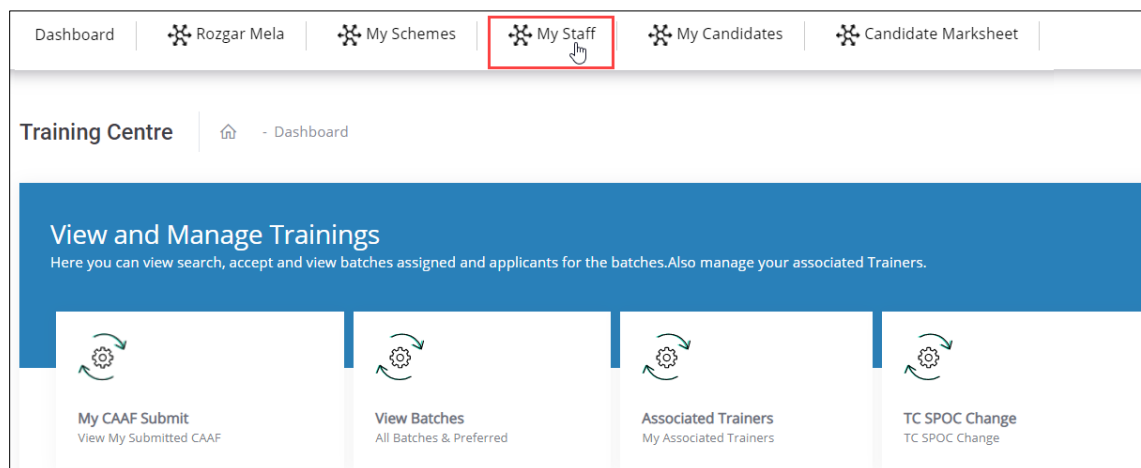 Dashboard Rozgar Mela My Schemes My Staff My Candidates Candidate Marksheet
Training Centre - Dashboard
View and Manage Trainings
Here you can view search, accept and view batches assigned and applicants for the batches.Also manage your associated Trainers.
My CAAF Submit View Batches Associated Trainers TC SPOC Change
View My Submitted CAAF All Batches & Preferred My Associated Trainers TC SPOC Change